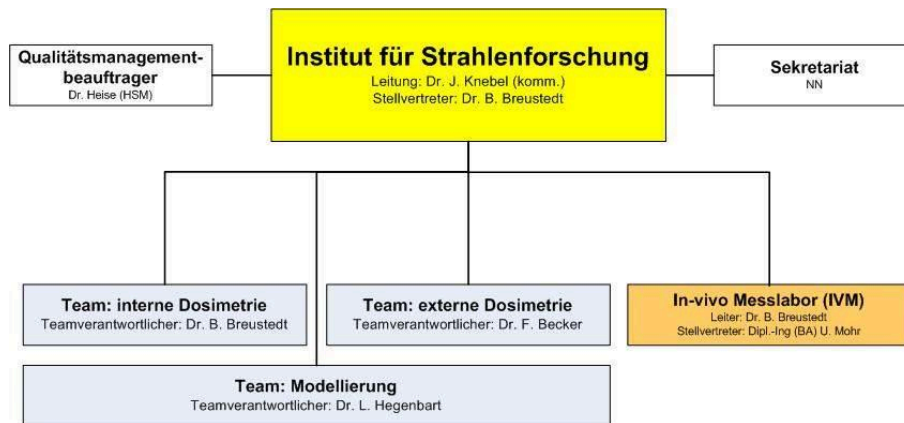 Qualitätsmanagement-
beauftrager
Dr. Heise (HSM)
Institut für Strahlenforschung
Leitung: Dr. J. Knebel (komm.)
Stellvertreter: Dr. B. Breustedt
Sekretariat
NN
Team: interne Dosimetrie
Teamverantwortlicher: Dr. B. Breustedt
Team: externe Dosimetrie
Teamverantwortlicher: Dr. F. Becker
In-vivo Messlabor (IVM)
Leiter: Dr. B. Breustedt
Stellvertreter: Dipl.-Ing (BA) U. Mohr
Team: Modellierung
Teamverantwortlicher: Dr. L. Hegenbart